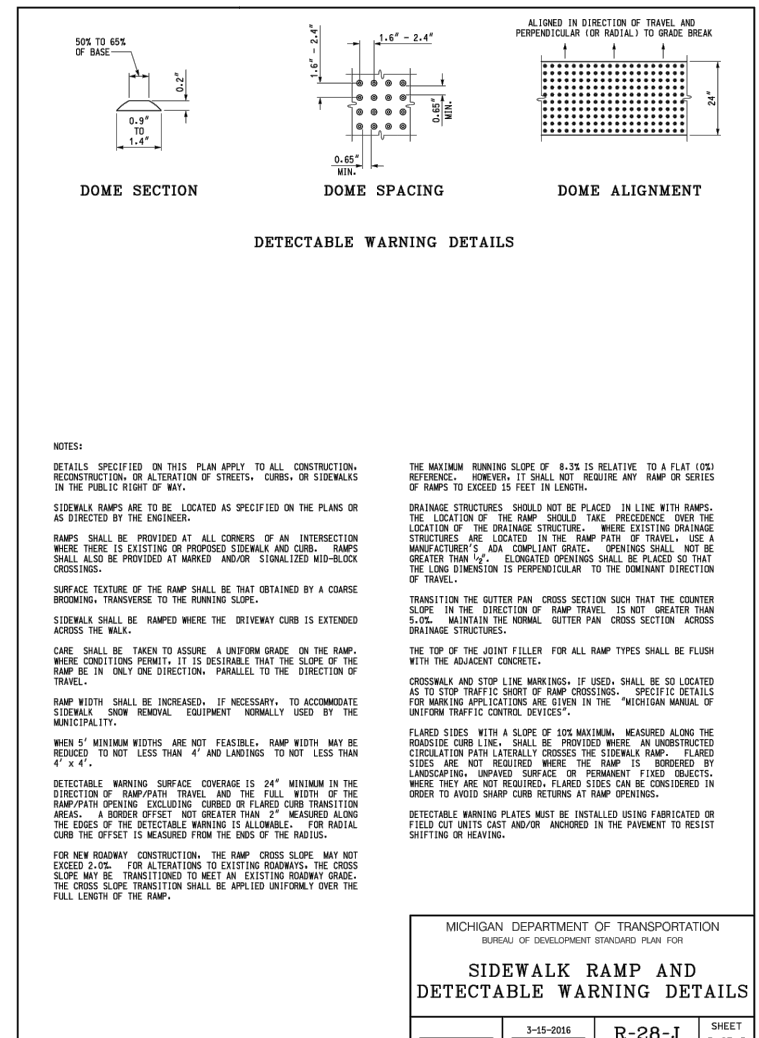 50% TO 65%
OF BASE
0.2"
0.9"
TO
1.4"
DOME SECTION
1.6" - 2.4"
1.6" - 2.4"
0.65"
MIN.
0.65"
MIN.
DOME SPACING
ALIGNED IN DIRECTION OF TRAVEL AND
PERPENDICULAR (OR RADIAL) TO GRADE BREAK
24"
DOME ALIGNMENT
DETECTABLE WARNING DETAILS
NOTES:
DETAILS SPECIFIED ON THIS PLAN APPLY TO ALL CONSTRUCTION,
RECONSTRUCTION, OR ALTERATION OF STREETS, CURBS, OR SIDEWALKS
IN THE PUBLIC RIGHT OF WAY.
SIDEWALK RAMPS ARE TO BE LOCATED AS SPECIFIED ON THE PLANS OR
AS DIRECTED BY THE ENGINEER.
RAMPS SHALL BE PROVIDED AT ALL CORNERS OF AN INTERSECTION
WHERE THERE IS EXISTING OR PROPOSED SIDEWALK AND CURB. RAMPS
SHALL ALSO BE PROVIDED AT MARKED AND/OR SIGNALIZED MID-BLOCK
CROSSINGS.
SURFACE TEXTURE OF THE RAMP SHALL BE THAT OBTAINED BY A COARSE
BROOMING, TRANSVERSE TO THE RUNNING SLOPE.
SIDEWALK SHALL BE RAMPED WHERE THE DRIVEWAY CURB IS EXTENDED
ACROSS THE WALK.
CARE SHALL BE TAKEN TO ASSURE A UNIFORM GRADE ON THE RAMP.
WHERE CONDITIONS PERMIT, IT IS DESIRABLE THAT THE SLOPE OF THE
RAMP BE IN ONLY ONE DIRECTION, PARALLEL TO THE DIRECTION OF
TRAVEL.
RAMP WIDTH SHALL BE INCREASED, IF NECESSARY, TO ACCOMMODATE
SIDEWALK SNOW REMOVAL EQUIPMENT NORMALLY USED BY THE
MUNICIPALITY.
WHEN 5' MINIMUM WIDTHS ARE NOT FEASIBLE, RAMP WIDTH MAY BE
REDUCED TO NOT LESS THAN 4' AND LANDINGS TO NOT LESS THAN
4' x 4'.
DETECTABLE WARNING SURFACE COVERAGE IS 24" MINIMUM IN THE
DIRECTION OF RAMP/PATH TRAVEL AND THE FULL WIDTH OF THE
RAMP/PATH OPENING EXCLUDING CURBED OR FLARED CURB TRANSITION
AREAS. A BORDER OFFSET NOT GREATER THAN 2" MEASURED ALONG
THE EDGES OF THE DETECTABLE WARNING IS ALLOWABLE. FOR RADIAL
CURB THE OFFSET IS MEASURED FROM THE ENDS OF THE RADIUS.
FOR NEW ROADWAY CONSTRUCTION, THE RAMP CROSS SLOPE MAY NOT
EXCEED 2.0%. FOR ALTERATIONS TO EXISTING ROADWAYS, THE CROSS
SLOPE MAY BE TRANSITIONED TO MEET AN EXISTING ROADWAY GRADE.
THE CROSS SLOPE TRANSITION SHALL BE APPLIED UNIFORMLY OVER THE
FULL LENGTH OF THE RAMP.
THE MAXIMUM RUNNING SLOPE OF 8.3% IS RELATIVE TO A FLAT (0%)
REFERENCE. HOWEVER, IT SHALL NOT REQUIRE ANY RAMP OR SERIES
OF RAMPS TO EXCEED 15 FEET IN LENGTH.
DRAINAGE STRUCTURES SHOULD NOT BE PLACED IN LINE WITH RAMPS.
THE LOCATION OF THE RAMP SHOULD TAKE PRECEDENCE OVER THE
LOCATION OF THE DRAINAGE STRUCTURE. WHERE EXISTING DRAINAGE
STRUCTURES ARE LOCATED IN THE RAMP PATH OF TRAVEL, USE A
MANUFACTURER'S ADA COMPLIANT GRATE. OPENINGS SHALL NOT BE
GREATER THAN 1/2". ELONGATED OPENINGS SHALL BE PLACED SO THAT
THE LONG DIMENSION IS PERPENDICULAR TO THE DOMINANT DIRECTION
OF TRAVEL.
TRANSITION THE GUTTER PAN CROSS SECTION SUCH THAT THE COUNTER
SLOPE IN THE DIRECTION OF RAMP TRAVEL IS NOT GREATER THAN
5.0%. MAINTAIN THE NORMAL GUTTER PAN CROSS SECTION ACROSS
DRAINAGE STRUCTURES.
THE TOP OF THE JOINT FILLER FOR ALL RAMP TYPES SHALL BE FLUSH
WITH THE ADJACENT CONCRETE.
CROSSWALK AND STOP LINE MARKINGS, IF USED, SHALL BE SO LOCATED
AS TO STOP TRAFFIC SHORT OF RAMP CROSSINGS. SPECIFIC DETAILS
FOR MARKING APPLICATIONS ARE GIVEN IN THE "MICHIGAN MANUAL OF
UNIFORM TRAFFIC CONTROL DEVICES".
FLARED SIDES WITH A SLOPE OF 10% MAXIMUM, MEASURED ALONG THE
ROADSIDE CURB LINE, SHALL BE PROVIDED WHERE AN UNOBSTRUCTED
CIRCULATION PATH LATERALLY CROSSES THE SIDEWALK RAMP. FLARED
SIDES ARE NOT REQUIRED WHERE THE RAMP IS BORDERED BY
LANDSCAPING, UNPAVED SURFACE OR PERMANENT FIXED OBJECTS.
WHERE THEY ARE NOT REQUIRED, FLARED SIDES CAN BE CONSIDERED IN
ORDER TO AVOID SHARP CURB RETURNS AT RAMP OPENINGS.
DETECTABLE WARNING PLATES MUST BE INSTALLED USING FABRICATED OR
FIELD CUT UNITS CAST AND/OR ANCHORED IN THE PAVEMENT TO RESIST
SHIFTING OR HEAVING.
MICHIGAN DEPARTMENT OF TRANSPORTATION
BUREAU OF DEVELOPMENT STANDARD PLAN FOR
SIDEWALK RAMP AND
DETECTABLE WARNING DETAILS
3-15-2016
R-28-J
SHEET